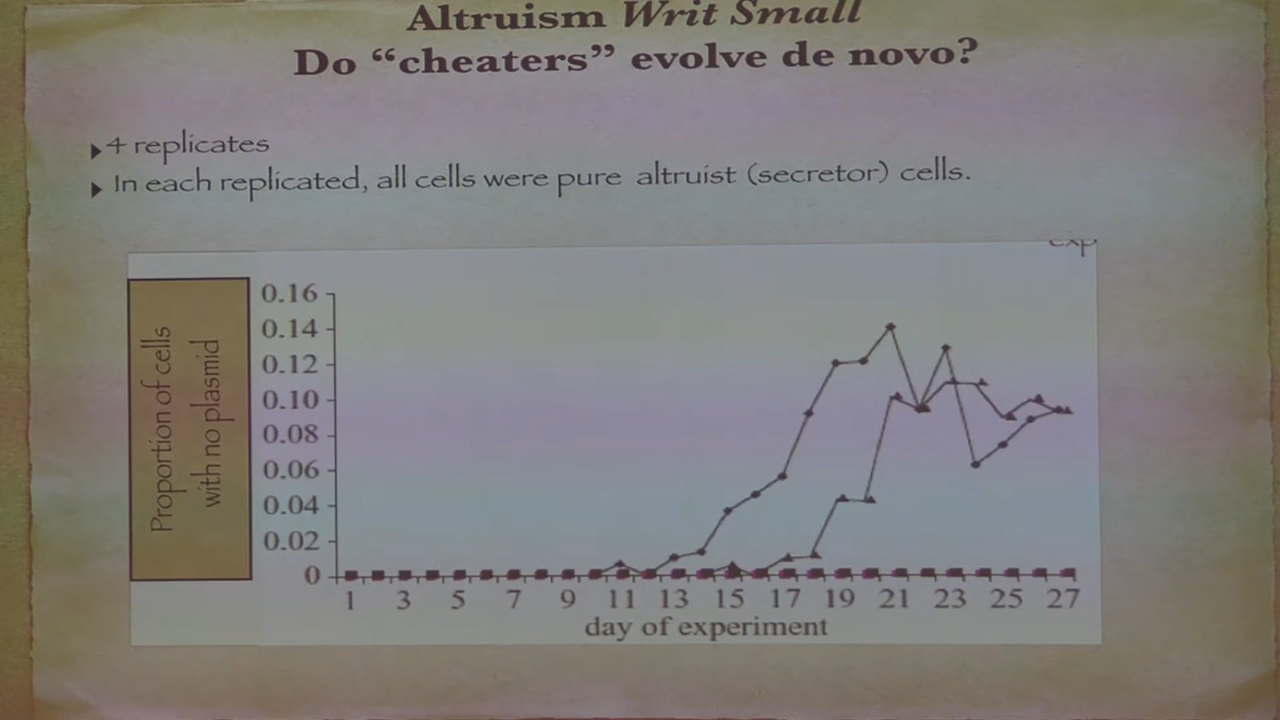 Altruism Writ Small
Do “cheaters” evolve de novo?
4 replicates
In each replicated, all cells were pure altruist (secretor) cells.
exp
Proportion of cells
with no plasmid
0.16
0.14
0.12
0.10
0.08
0.06
0.04
0.02
0
1 3 5 7 9 11 13 15 17 19 21 23 25 27
day of experiment